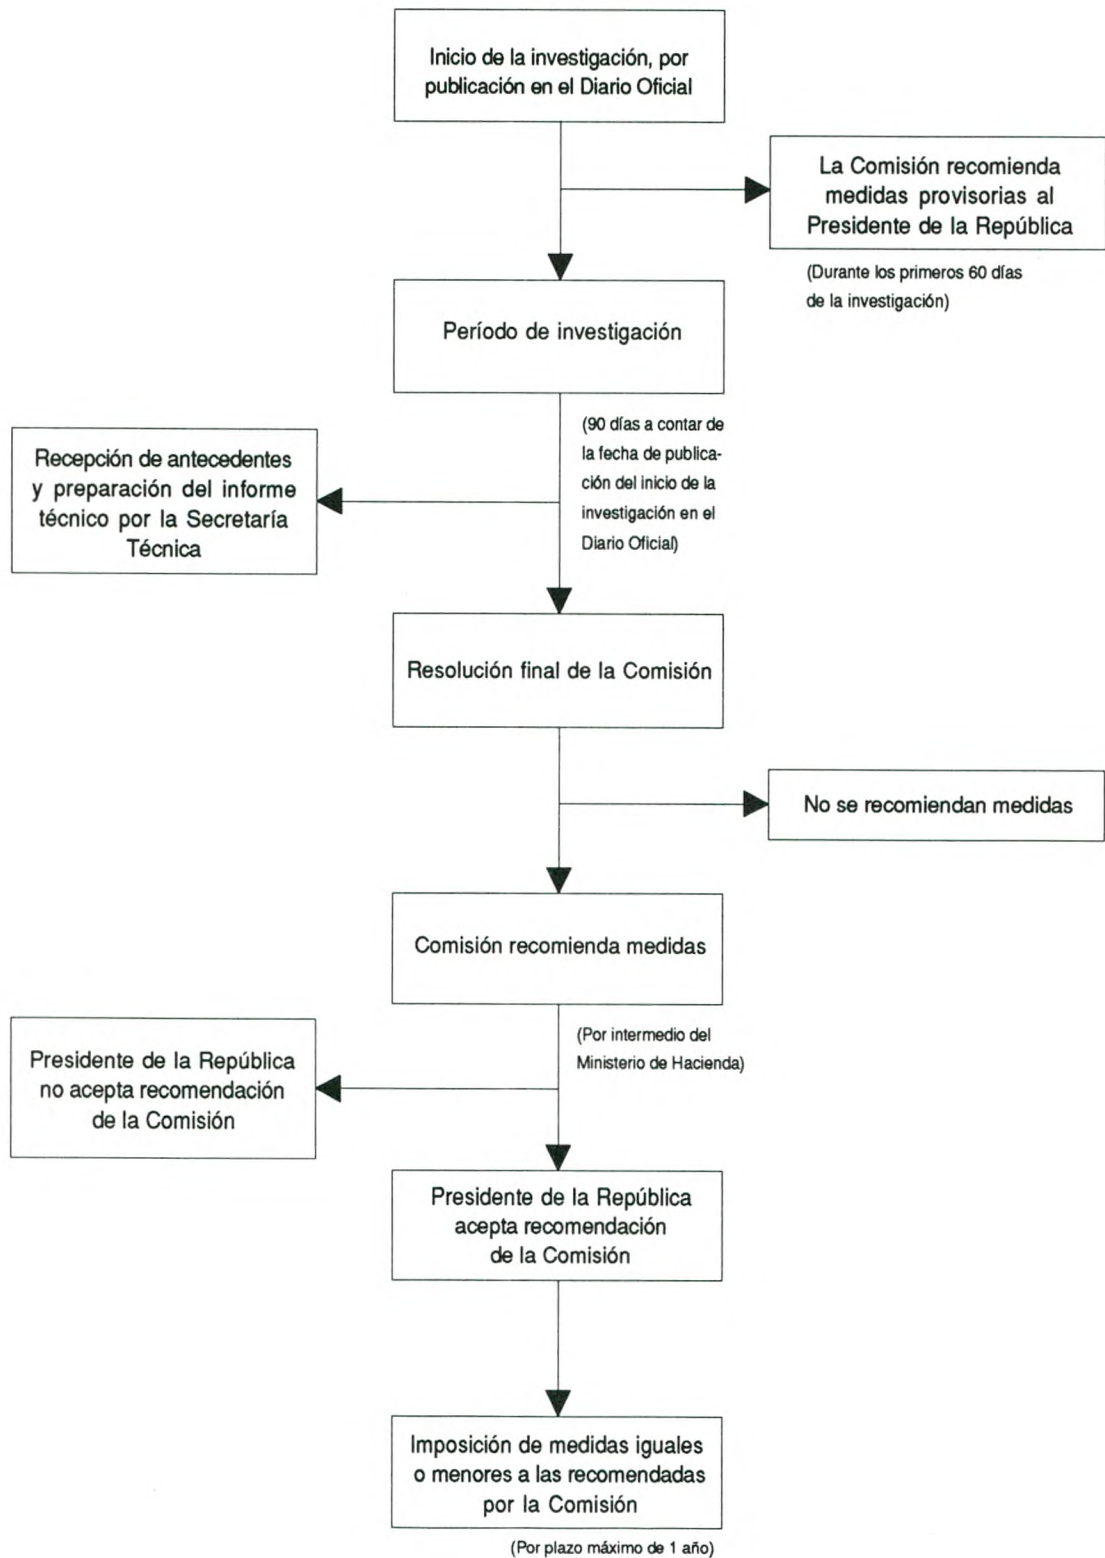 Inicio de la investigación, por
publicación en el Diario Oficial
La Comisión recomienda
medidas provisorias al
Presidente de la República
(Durante los primeros 60 días
de la investigación)
Período de investigación
(90 días a contar de
la fecha de publica-
ción del inicio de la
investigación en el
Diario Oficial)
Recepción de antecedentes
y preparación del informe
técnico por la Secretaría
Técnica
Resolución final de la Comisión
No se recomiendan medidas
Comisión recomienda medidas
(Por intermedio del
Ministerio de Hacienda)
Presidente de la República
no acepta recomendación
de la Comisión
Presidente de la República
acepta recomendación
de la Comisión
Imposición de medidas iguales
o menores a las recomendadas
por la Comisión
(Por plazo máximo de 1 año)